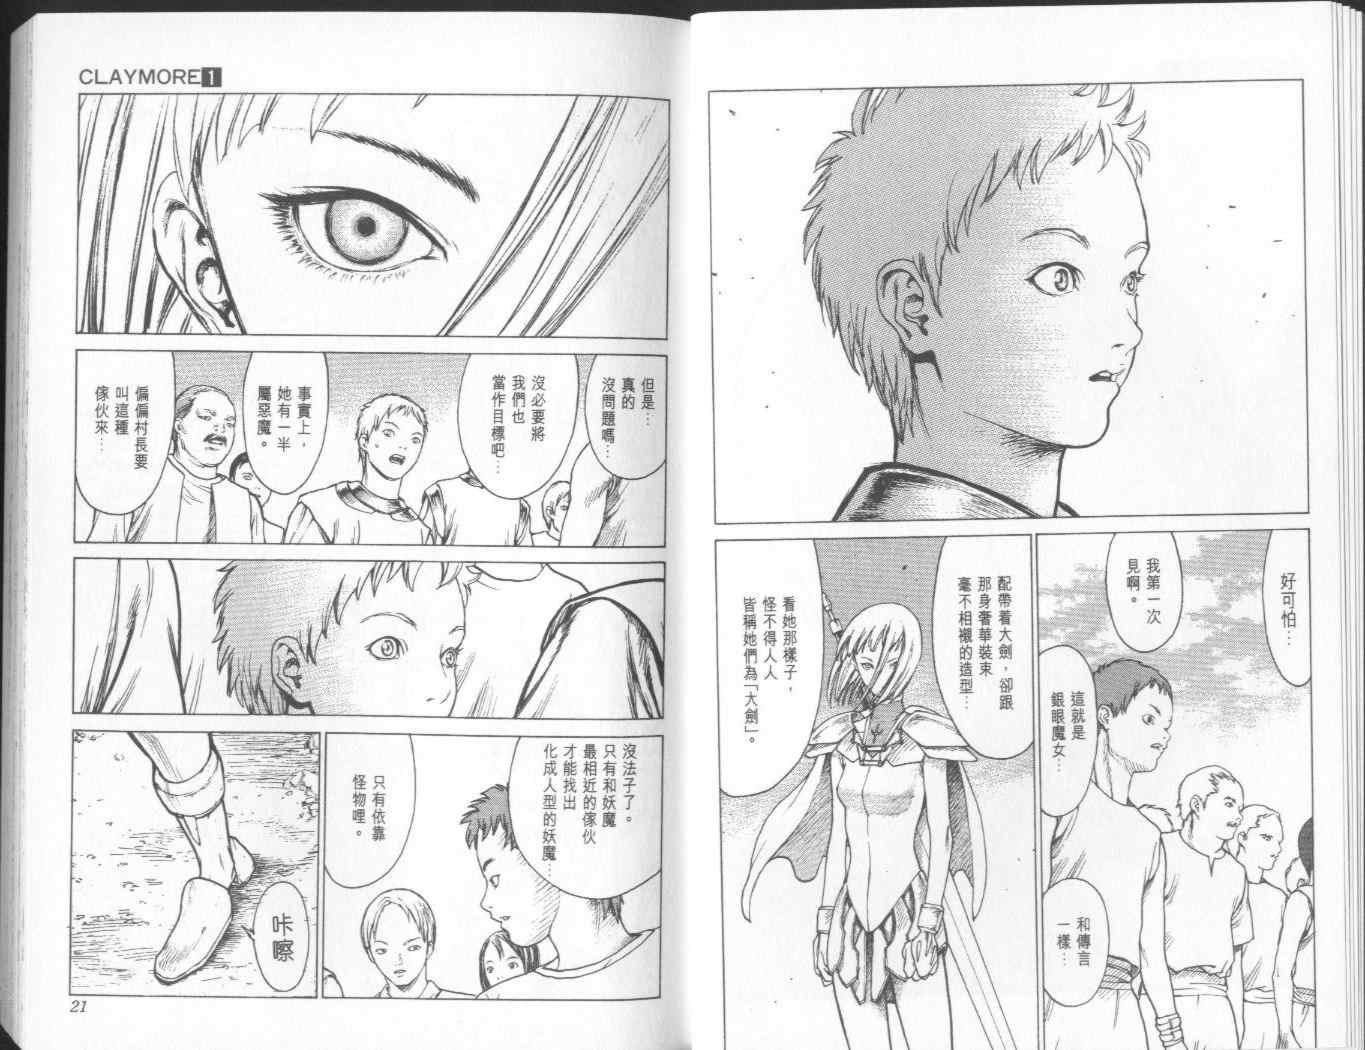 好可怕…
我第一次
見啊。
這就是
銀眼魔女…
和傳言
一樣…
配帶着大劍，卻跟
那身奢華裝束
毫不相襯的造型…
看她那樣子，
怪不得人人
皆稱她們為「大劍」。
CLAYMORE 1
但是…
真的
沒問題嗎…
沒必要將
我們也
當作目標吧…
事實上，
她有一半
屬惡魔。
偏偏村長要
叫這種
傢伙來…
沒法子了。
只有和妖魔
最相近的傢伙
才能找出
化成人型的妖魔…
只有依靠
怪物哩。
咔嚓
21